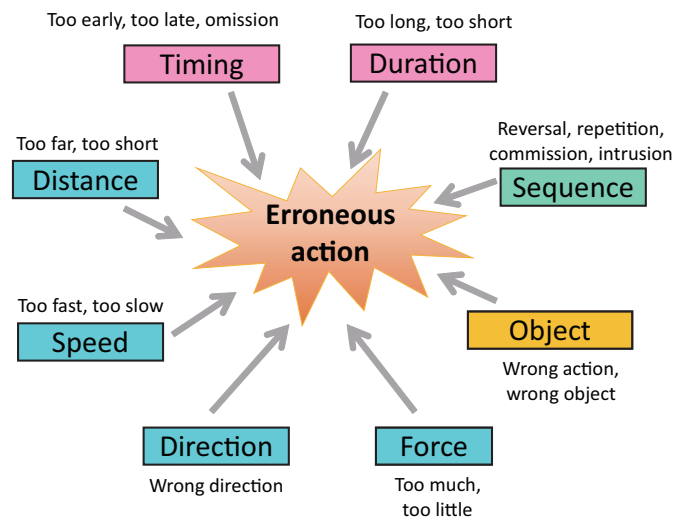 Too early, too late, omission
Timing
Too long, too short
Duration
Reversal, repetition,
commission, intrusion
Sequence
Too far, too short
Distance
Erroneous
action
Too fast, too slow
Speed
Object
Wrong action,
wrong object
Direction
Wrong direction
Force
Too much,
too little